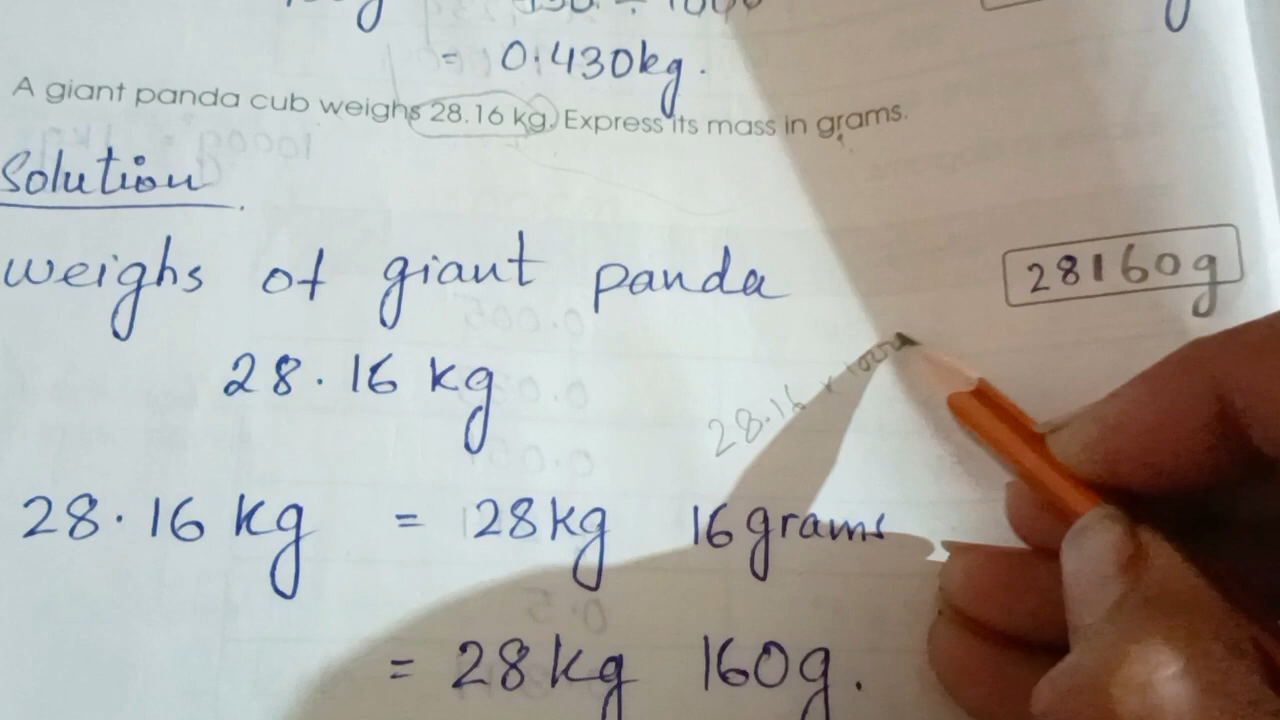 = 0.430kg.
A giant panda cub weighs 28.16 kg. Express its mass in grams.
Solution
weighs of giant panda
28160g
28.16 kg
28.16 x 1000
28.16 kg = 28kg 16grams
= 28kg 160g.